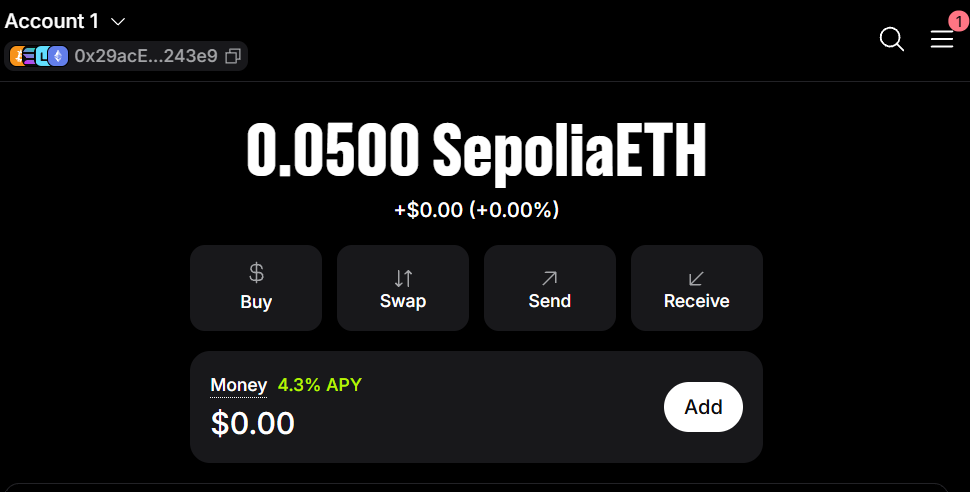 Account 1
1
0x29acE...243e9
0.0500 SepoliaETH
+$0.00 (+0.00%)
$
Buy
Swap
Send
Receive
Money 4.3% APY
$0.00
Add